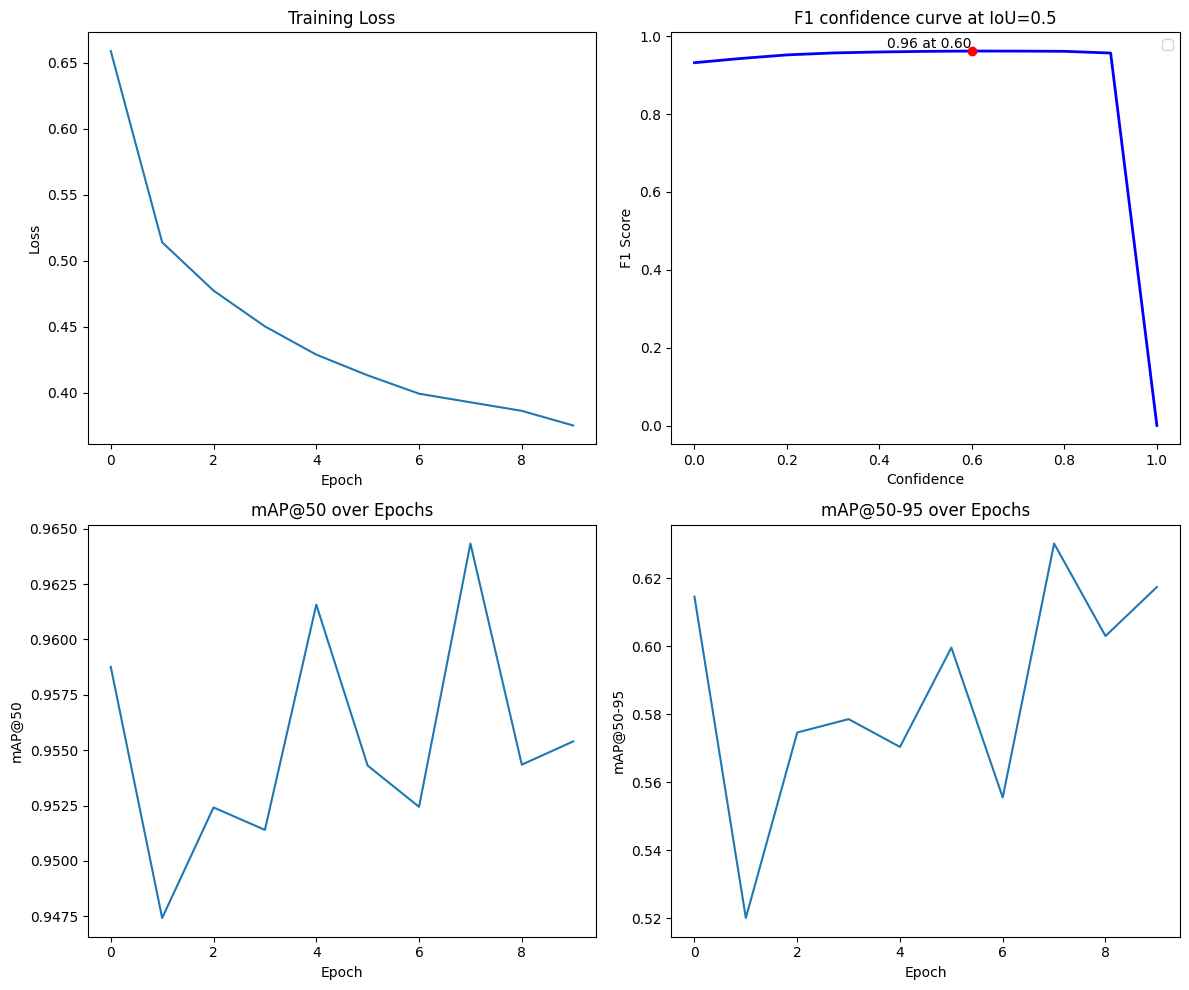 Training Loss
0.65
0.60
0.55
0.50
0.45
0.40
Loss
0 2 4 6 8
Epoch
F1 confidence curve at IoU=0.5
0.96 at 0.60
1.0
0.8
0.6
0.4
0.2
0.0
F1 Score
0.0 0.2 0.4 0.6 0.8 1.0
Confidence
mAP@50 over Epochs
0.9650
0.9625
0.9600
0.9575
0.9550
0.9525
0.9500
0.9475
mAP@50
0 2 4 6 8
Epoch
mAP@50-95 over Epochs
0.62
0.60
0.58
0.56
0.54
0.52
mAP@50-95
0 2 4 6 8
Epoch